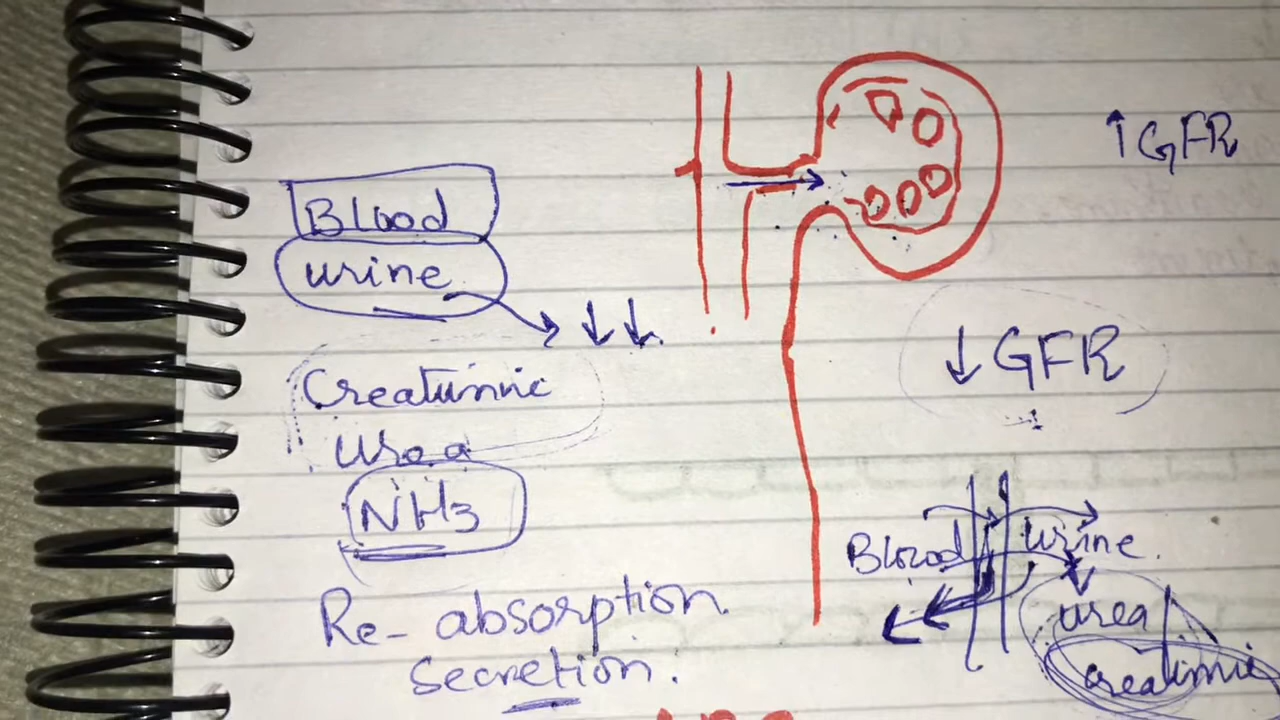 Blood
urine
↓↓
Creatinine
Urea
NH3
Re-absorption.
Secretion.
↑GFR
↓GFR
Blood urine.
urea
creatinine